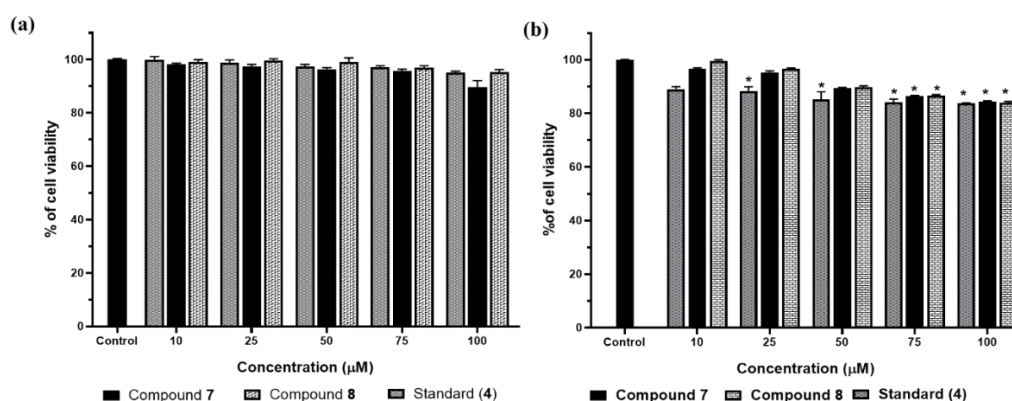 (a)
% of cell viability
100
80
60
40
20
0
Control 10 25 50 75 100
Concentration (μM)
Compound 7 Compound 8 Standard (4)
(b)
%of cell viability
100
80
60
40
20
0
* * * * * * * *
Control 10 25 50 75 100
Concentration (μM)
Compound 7 Compound 8 Standard (4)